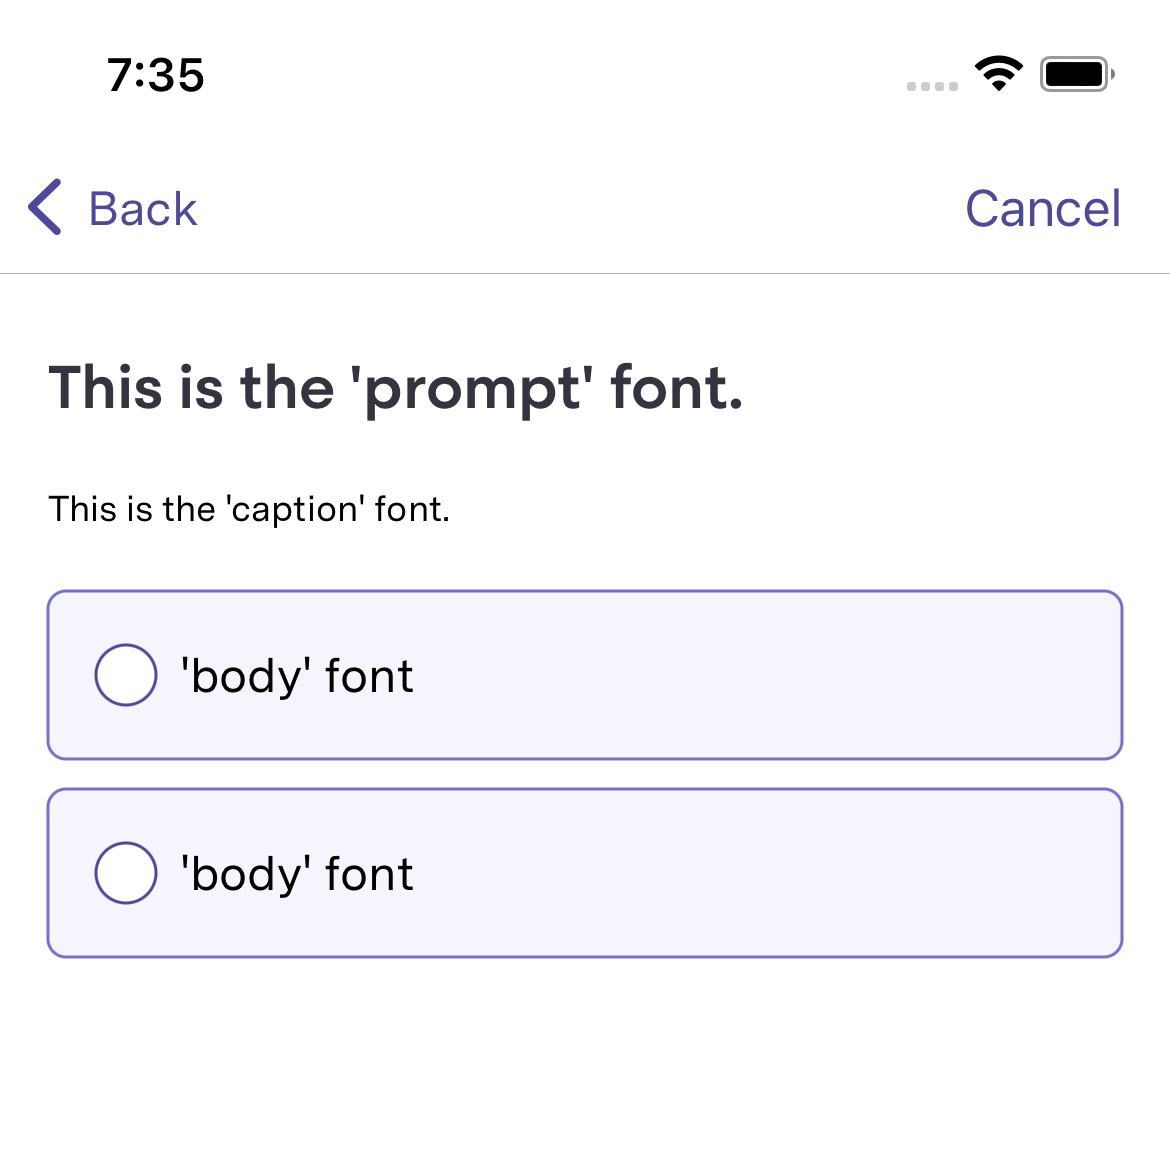 7:35
Back
Cancel
This is the 'prompt' font.
This is the 'caption' font.
'body' font
'body' font